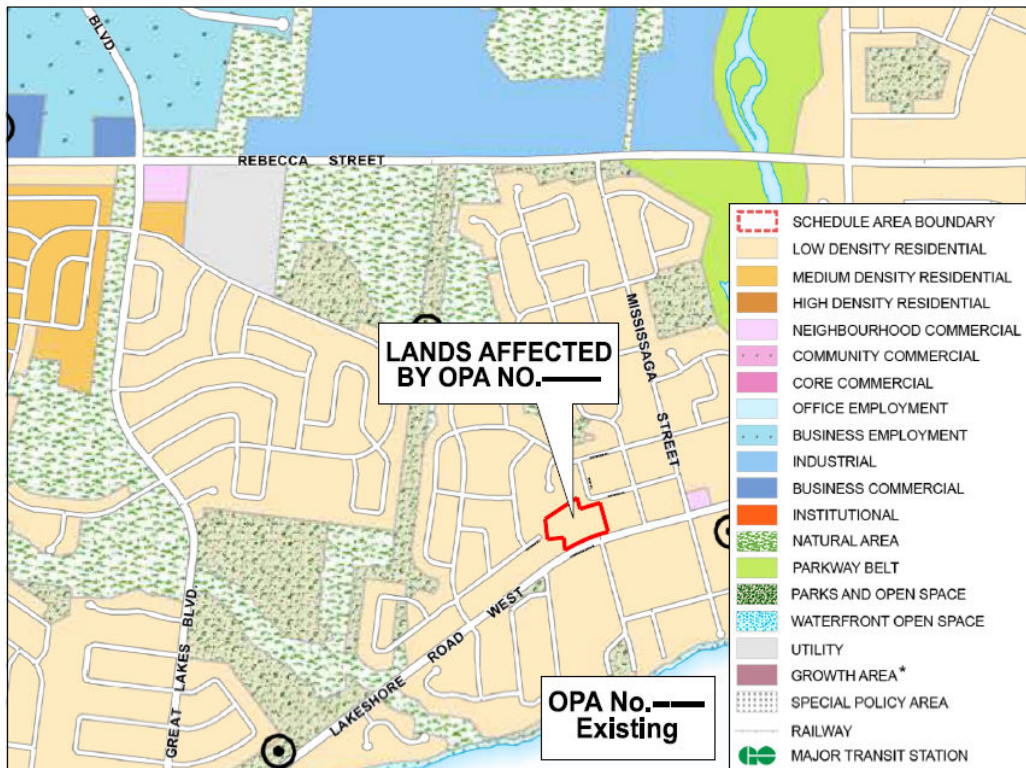 BLVD.
REBECCA STREET
MISSISSAGA STREET
LANDS AFFECTED
BY OPA NO.——
GREAT LAKES BLVD.
LAKESHORE ROAD WEST
OPA No.——
Existing
SCHEDULE AREA BOUNDARY
LOW DENSITY RESIDENTIAL
MEDIUM DENSITY RESIDENTIAL
HIGH DENSITY RESIDENTIAL
NEIGHBOURHOOD COMMERCIAL
COMMUNITY COMMERCIAL
CORE COMMERCIAL
OFFICE EMPLOYMENT
BUSINESS EMPLOYMENT
INDUSTRIAL
BUSINESS COMMERCIAL
INSTITUTIONAL
NATURAL AREA
PARKWAY BELT
PARKS AND OPEN SPACE
WATERFRONT OPEN SPACE
UTILITY
GROWTH AREA*
SPECIAL POLICY AREA
RAILWAY
GO MAJOR TRANSIT STATION